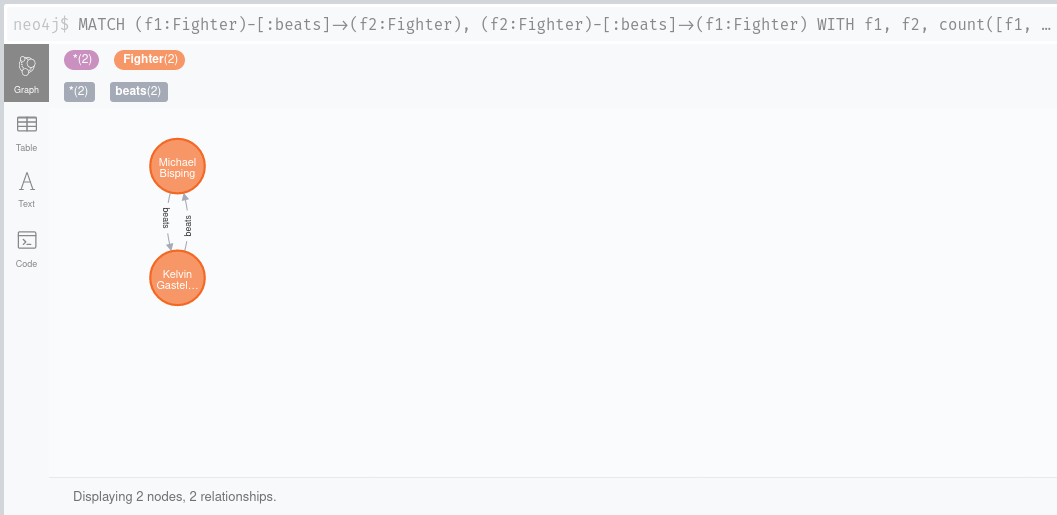 neo4j$ MATCH (f1:Fighter)-[:beats]→(f2:Fighter), (f2:Fighter)-[:beats]→(f1:Fighter) WITH f1, f2, count([f1, …
*(2) Fighter(2)
*(2) beats(2)
Graph
Table
Text
Code
Michael
Bisping
beats
beats
Kelvin
Gastel…
Displaying 2 nodes, 2 relationships.